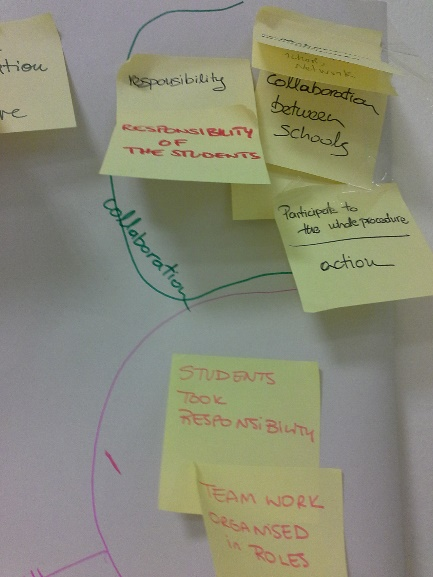 re
responsibility
RESPONSIBILITY
OF
THE STUDENTS
Network
collaboration
between
schools
Participate to
the whole procedure
action
collaboration
STUDENTS
TOOK
RESPONSIBILITY
TEAM WORK
ORGANISED
in ROLES